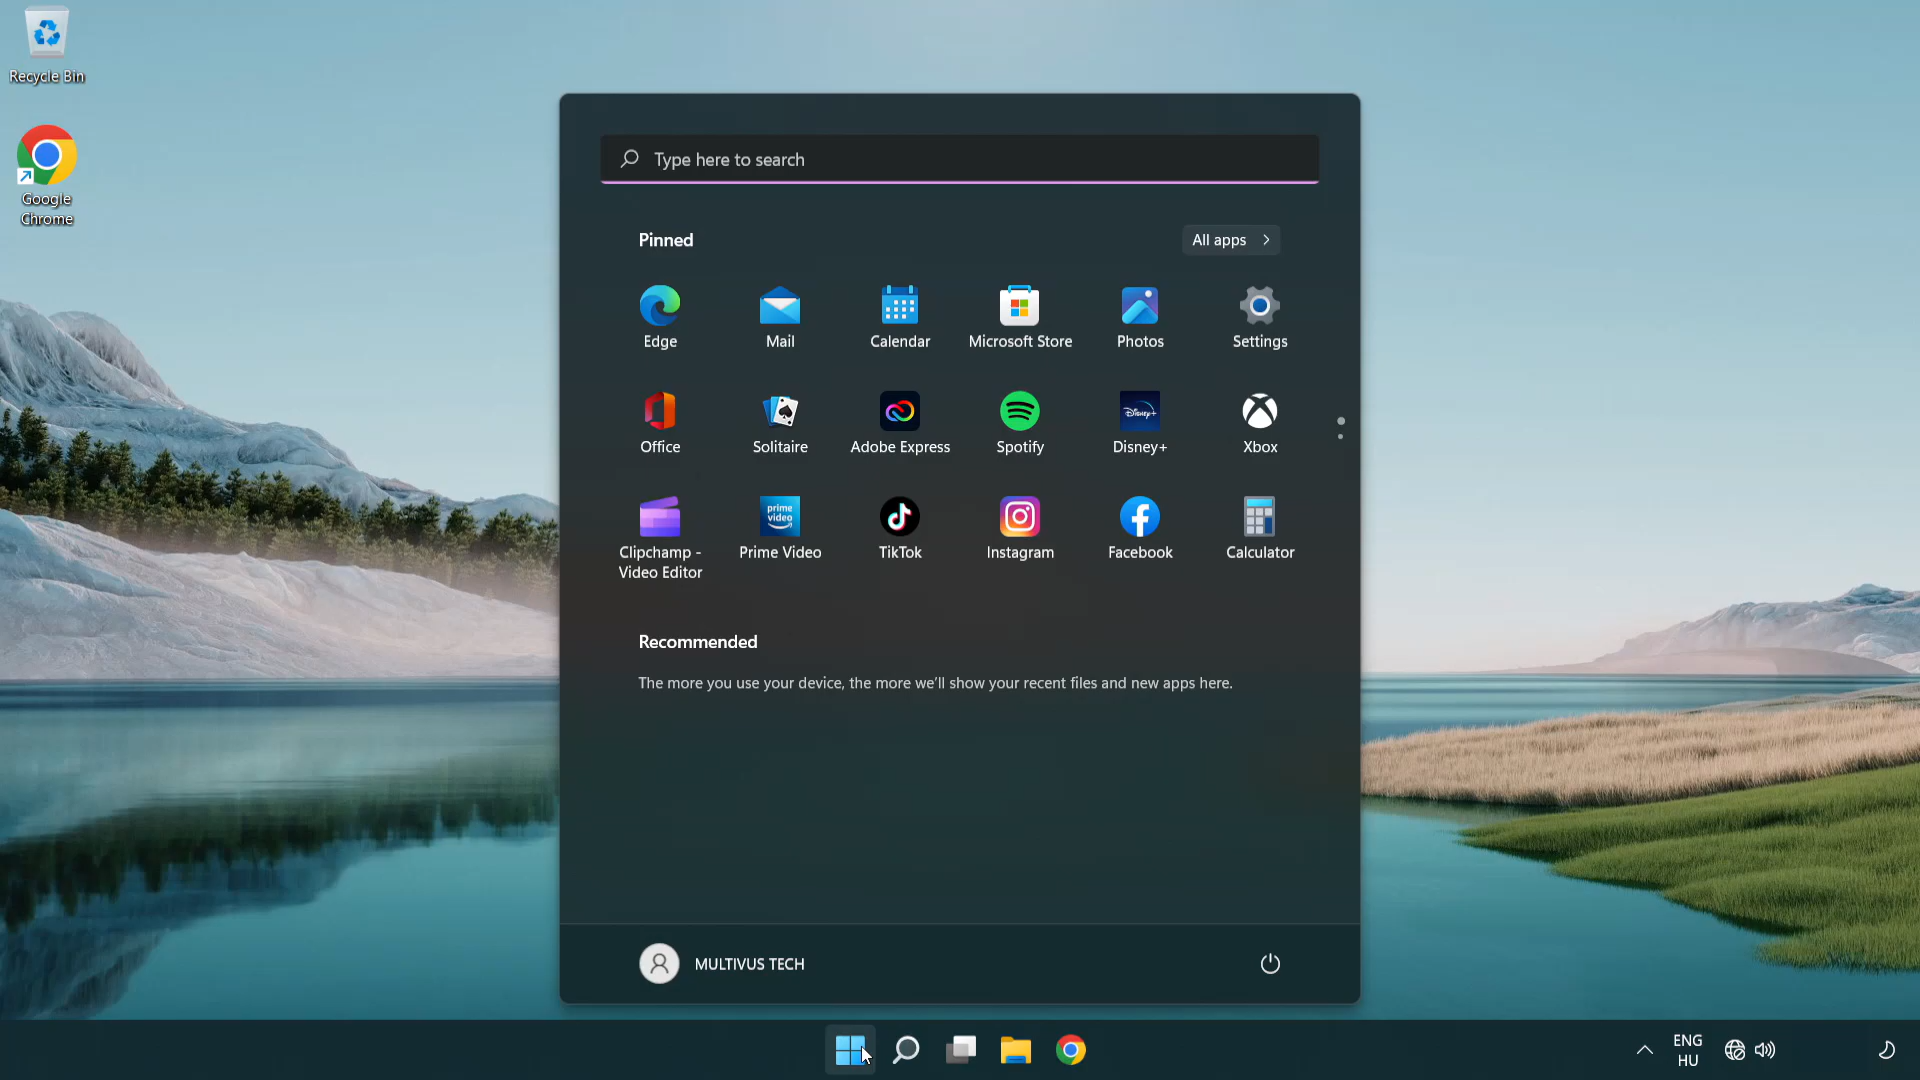 Recycle Bin
Google
Chrome
Type here to search
Pinned
All apps
Edge
Mail
Calendar
Microsoft Store
Photos
Settings
Office
Solitaire
Adobe Express
Disney+
Spotify
Disney+
Xbox
prime
video
Clipchamp -
Video Editor
Prime Video
TikTok
Instagram
Facebook
Calculator
Recommended
The more you use your device, the more we’ll show your recent files and new apps here.
MULTIVUS TECH
ENG
HU